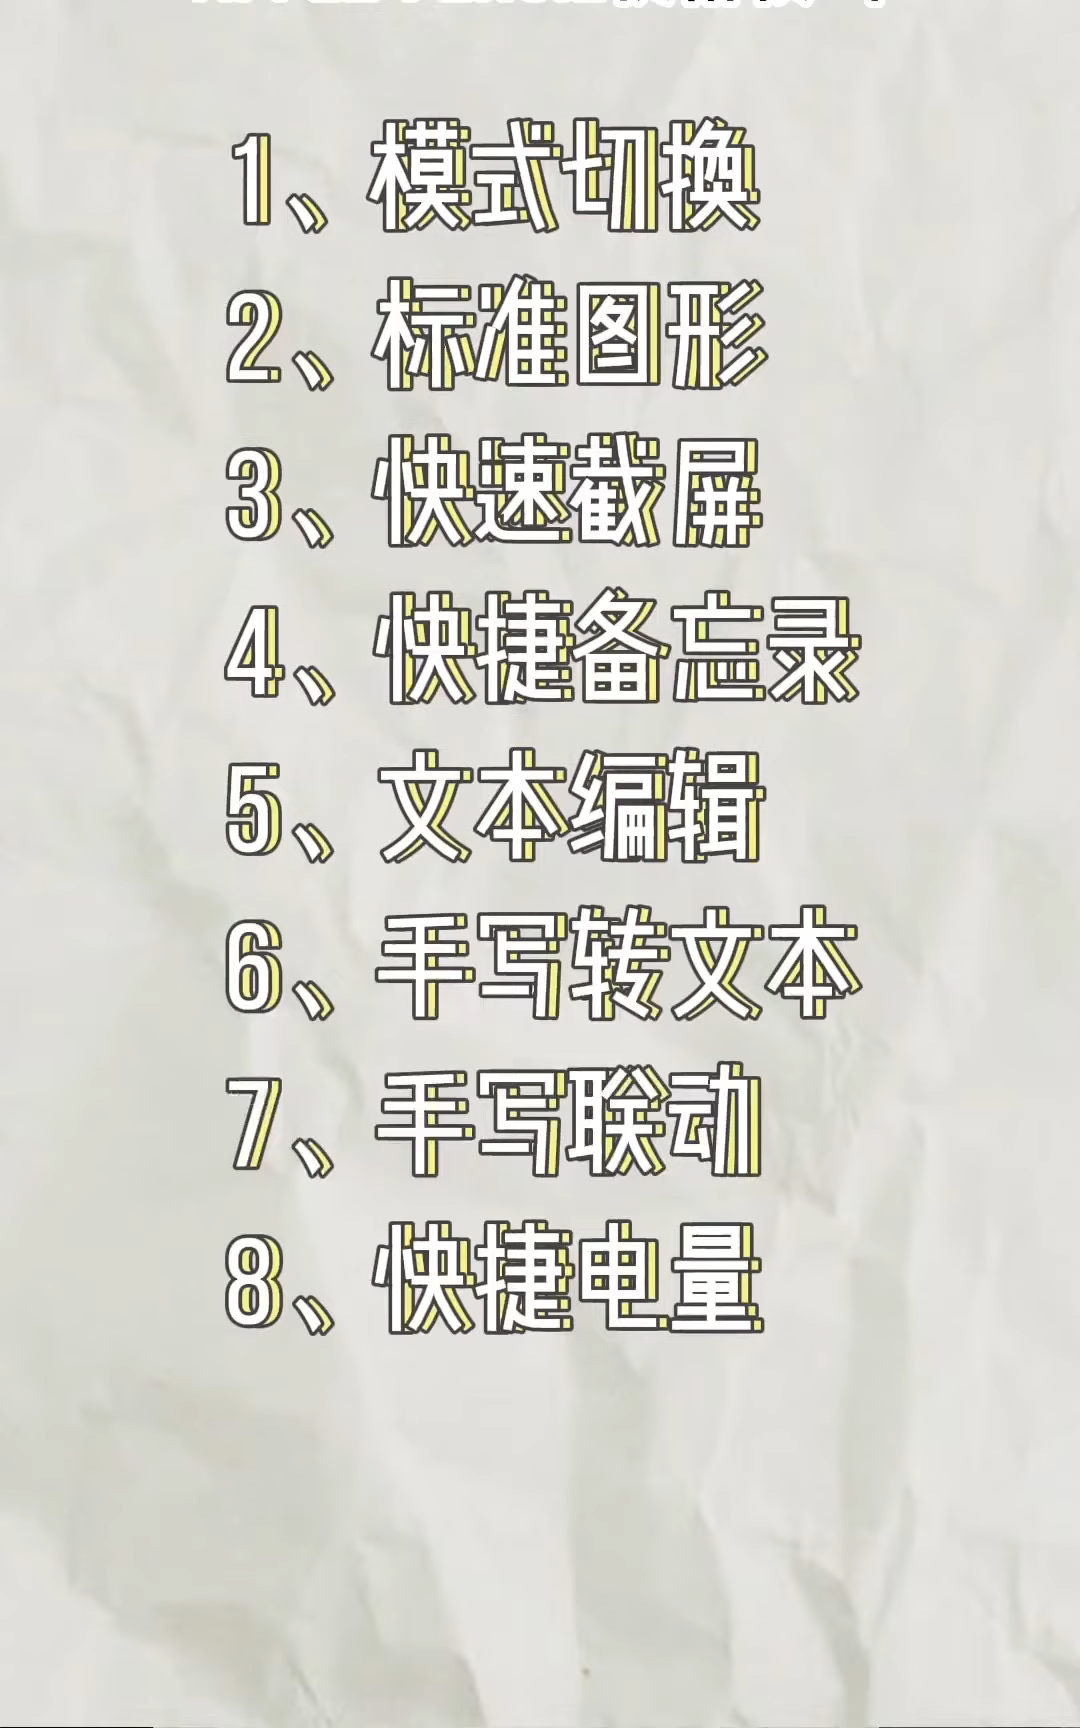 1、模式切换
2、标准图形
3、快速截屏
4、快捷备忘录
5、文本编辑
6、手写转文本
7、手写联动
8、快捷电量